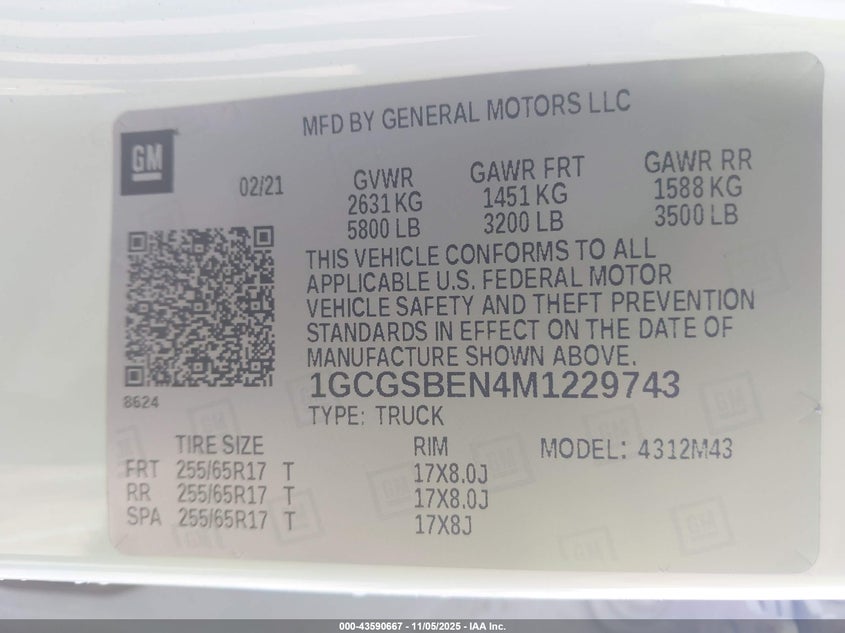 MFD BY GENERAL MOTORS LLC
GM
02/21
GVWR
2631 KG
5800 LB
GAWR FRT
1451 KG
3200 LB
GAWR RR
1588 KG
3500 LB
THIS VEHICLE CONFORMS TO ALL
APPLICABLE U.S. FEDERAL MOTOR
VEHICLE SAFETY AND THEFT PREVENTION
STANDARDS IN EFFECT ON THE DATE OF
MANUFACTURE SHOWN ABOVE.
1GCGSBEN4M1229743
8624
TYPE: TRUCK
TIRE SIZE RIM MODEL: 4312M43
FRT 255/65R17 T 17X8.0J
RR 255/65R17 T 17X8.0J
SPA 255/65R17 T 17X8J
000-43590667 - 11/05/2025 - IAA Inc.